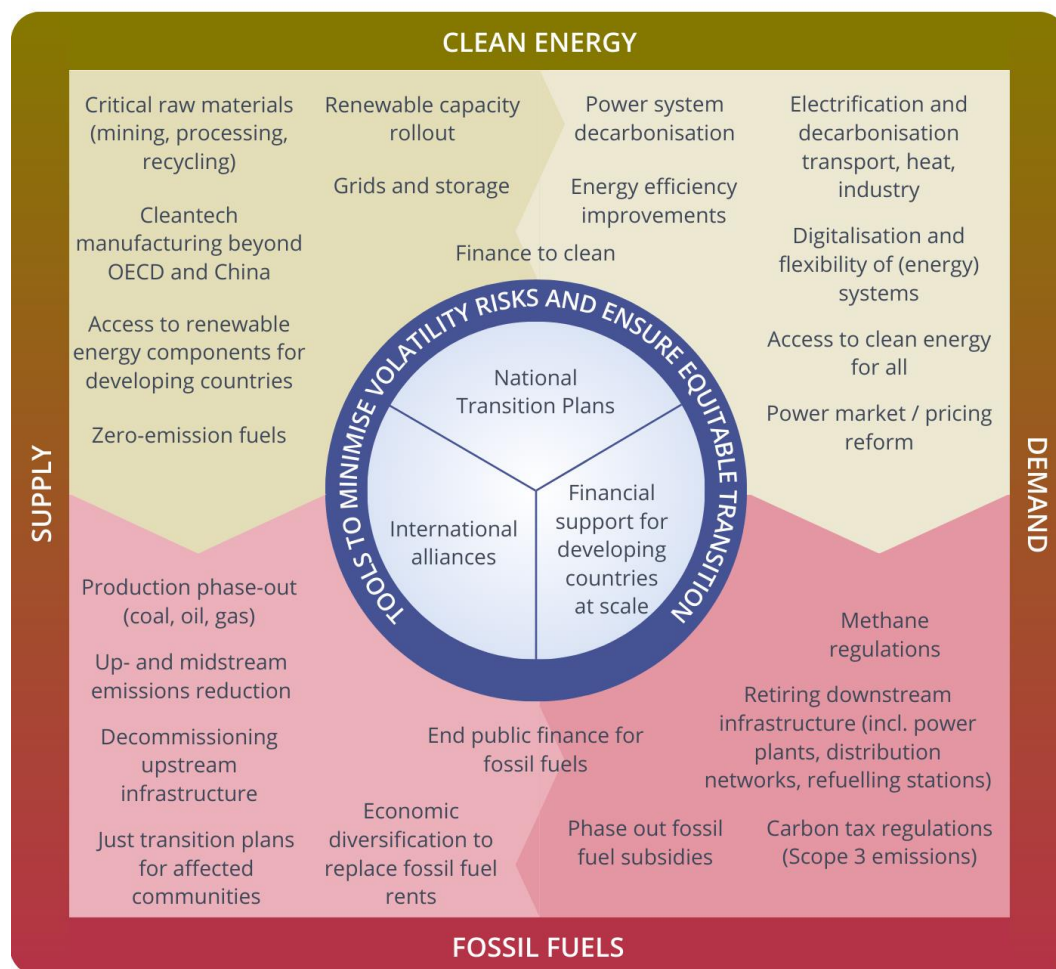 CLEAN ENERGY
Critical raw materials
(mining, processing,
recycling)
Cleantech
manufacturing beyond
OECD and China
Access to renewable
energy components for
developing countries
Zero-emission fuels
Renewable capacity
rollout
Grids and storage
Finance to clean
Power system
decarbonisation
Energy efficiency
improvements
Electrification and
decarbonisation
transport, heat,
industry
Digitalisation and
flexibility of (energy)
systems
Access to clean energy
for all
Power market / pricing
reform
SUPPLY
DEMAND
TOOLS TO MINIMISE VOLATILITY RISKS AND ENSURE EQUITABLE TRANSITION
National
Transition Plans
International
alliances
Financial
support for
developing
countries
at scale
Production phase-out
(coal, oil, gas)
Up- and midstream
emissions reduction
Decommissioning
upstream
infrastructure
Just transition plans
for affected
communities
End public finance for
fossil fuels
Economic
diversification to
replace fossil fuel
rents
Methane
regulations
Retiring downstream
infrastructure (incl. power
plants, distribution
networks, refuelling stations)
Phase out fossil
fuel subsidies
Carbon tax regulations
(Scope 3 emissions)
FOSSIL FUELS